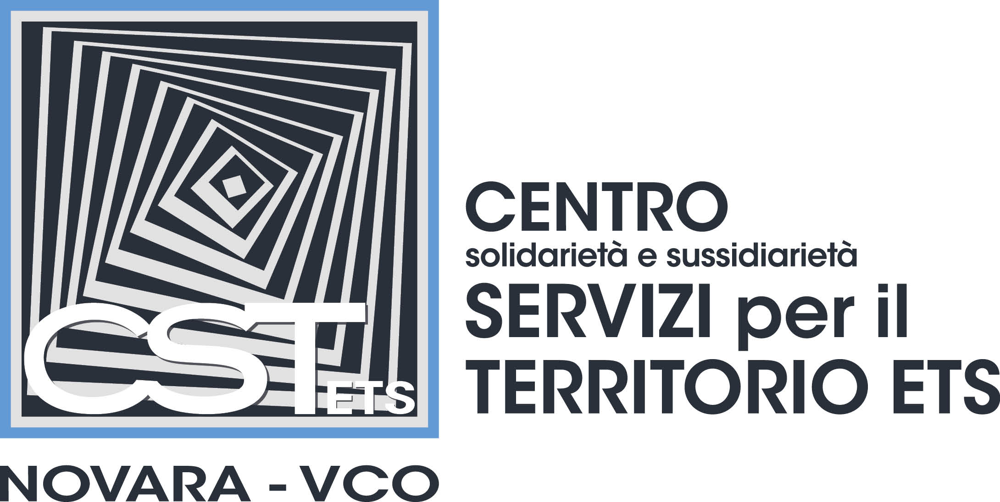 CST ETS
NOVARA - VCO
CENTRO
solidarietà e sussidiarietà
SERVIZI per il
TERRITORIO ETS